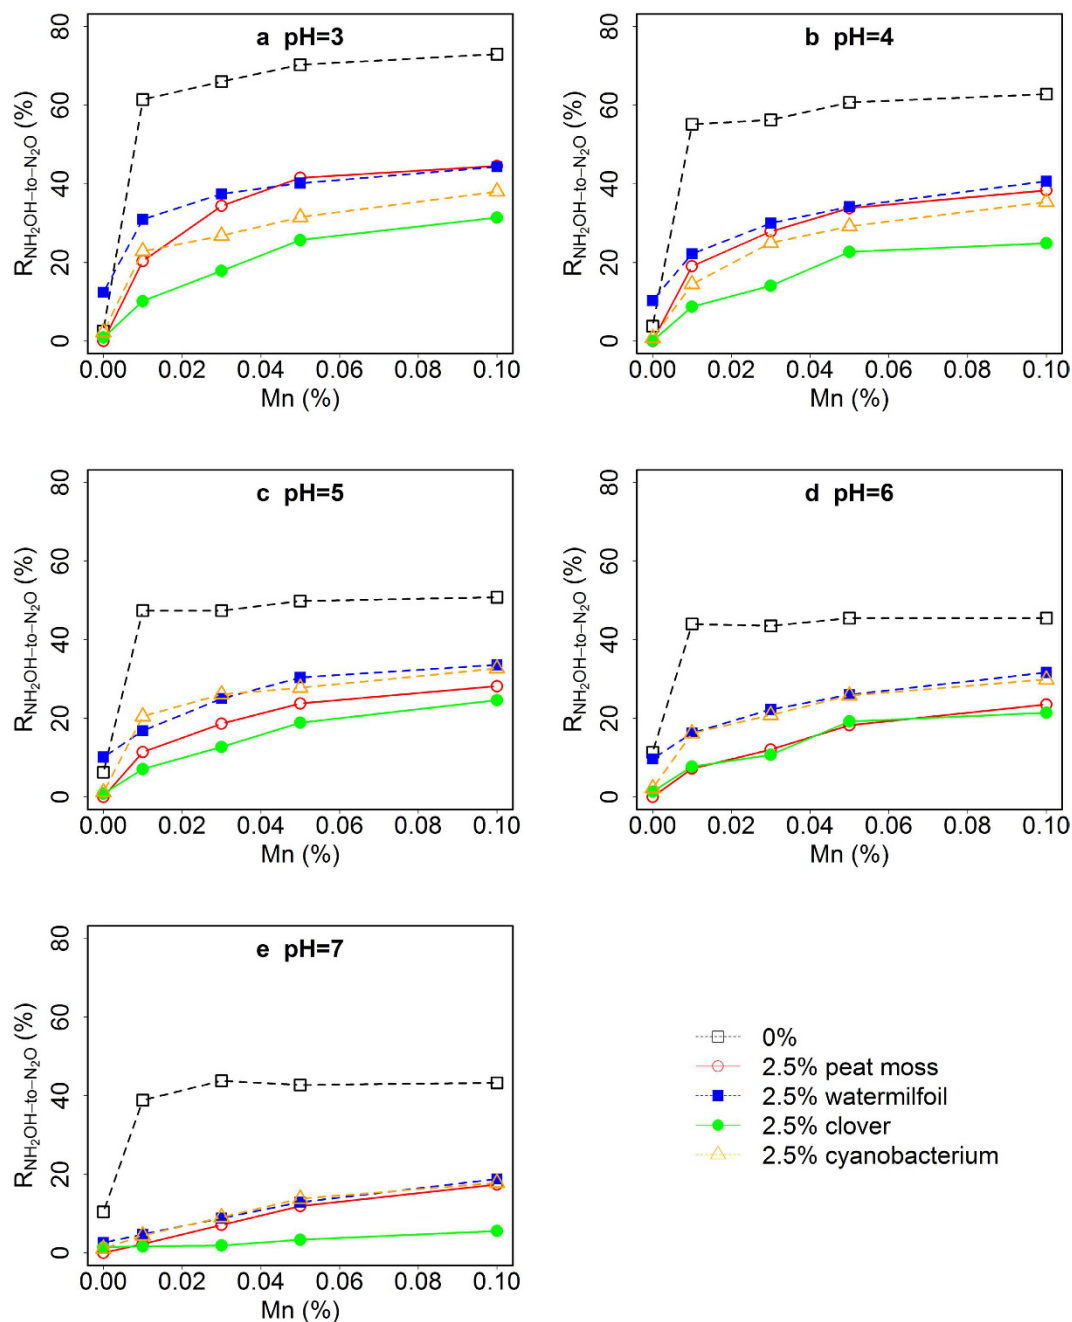 a pH=3
R_NH₂OH–to–N₂O (%)
80
60
40
20
0
0.00 0.02 0.04 0.06 0.08 0.10
Mn (%)
b pH=4
R_NH₂OH–to–N₂O (%)
80
60
40
20
0
0.00 0.02 0.04 0.06 0.08 0.10
Mn (%)
c pH=5
R_NH₂OH–to–N₂O (%)
80
60
40
20
0
0.00 0.02 0.04 0.06 0.08 0.10
Mn (%)
d pH=6
R_NH₂OH–to–N₂O (%)
80
60
40
20
0
0.00 0.02 0.04 0.06 0.08 0.10
Mn (%)
e pH=7
R_NH₂OH–to–N₂O (%)
80
60
40
20
0
0.00 0.02 0.04 0.06 0.08 0.10
Mn (%)
0%
2.5% peat moss
2.5% watermilfoil
2.5% clover
2.5% cyanobacterium